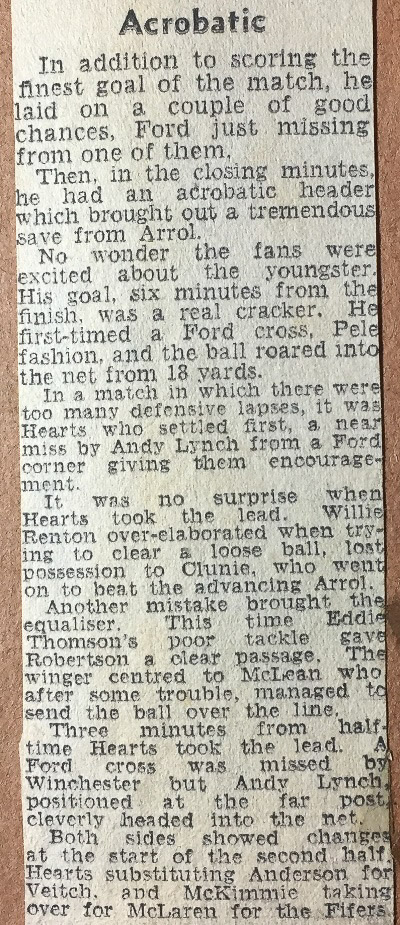 Acrobatic
In addition to scoring the
finest goal of the match, he
laid on a couple of good
chances, Ford just missing
from one of them.
Then, in the closing minutes,
he had an acrobatic header
which brought out a tremendous
save from Arrol.
No wonder the fans were
excited about the youngster.
His goal, six minutes from the
finish, was a real cracker. He
first-timed a Ford cross, Pele
fashion, and the ball roared into
the net from 18 yards.
In a match in which there were
too many defensive lapses, it was
Hearts who settled first, a near
miss by Andy Lynch from a Ford
corner giving them encourage-
ment.
It was no surprise when
Hearts took the lead. Willie
Renton over-elaborated when try-
ing to clear a loose ball, lost
possession to Clunie, who went
on to beat the advancing Arrol.
Another mistake brought the
equaliser. This time Eddie
Thomson's poor tackle gave
Robertson a clear passage. The
winger centred to McLean who
after some trouble, managed to
send the ball over the line.
Three minutes from half-
time Hearts took the lead. A
Ford cross was missed by
Winchester but Andy Lynch,
positioned at the far post,
cleverly headed into the net.
Both sides showed changes
at the start of the second half,
Hearts substituting Anderson for
Veitch, and McKimmie taking
over for McLaren for the Fifers